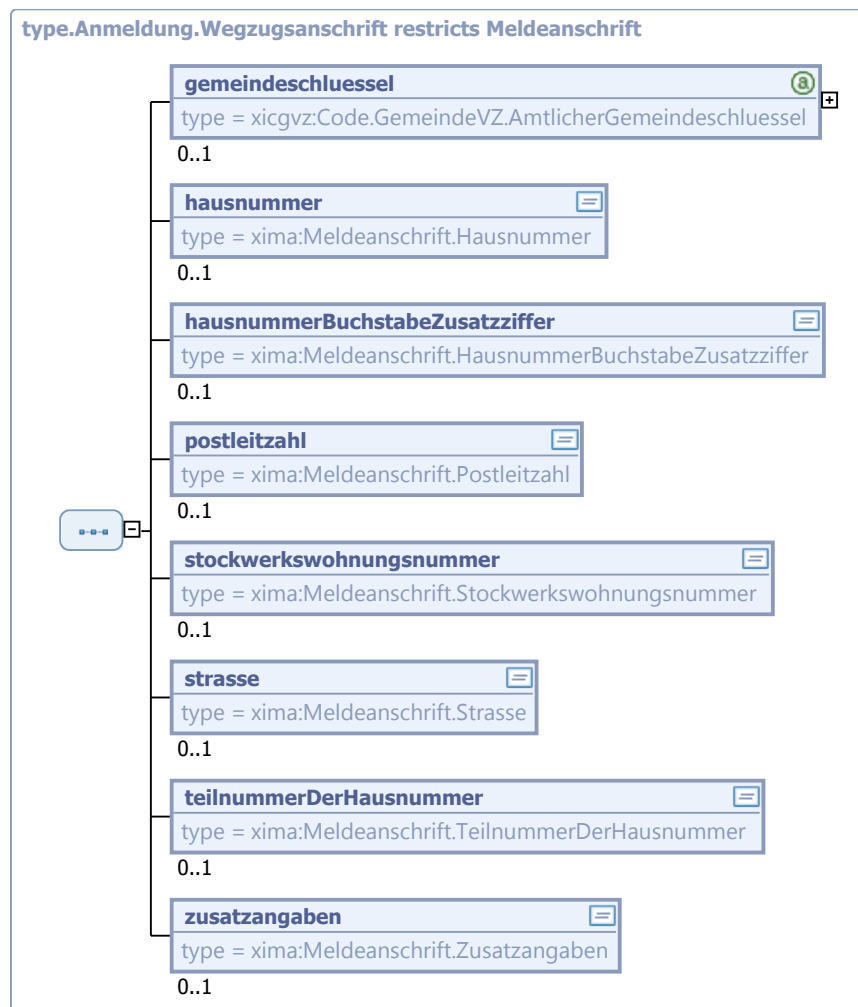 type.Anmeldung.Wegzugsanschrift restricts Meldeanschrift
gemeindeschluessel
type = xicgvz:Code.GemeindeVZ.AmtlicherGemeindeschluessel
0..1
hausnummer
type = xima:Meldeanschrift.Hausnummer
0..1
hausnummerBuchstabeZusatzziffer
type = xima:Meldeanschrift.HausnummerBuchstabeZusatzziffer
0..1
postleitzahl
type = xima:Meldeanschrift.Postleitzahl
0..1
stockwerkswohnungsnummer
type = xima:Meldeanschrift.Stockwerkswohnungsnummer
0..1
strasse
type = xima:Meldeanschrift.Strasse
0..1
teilnummerDerHausnummer
type = xima:Meldeanschrift.TeilnummerDerHausnummer
0..1
zusatzangaben
type = xima:Meldeanschrift.Zusatzangaben
0..1